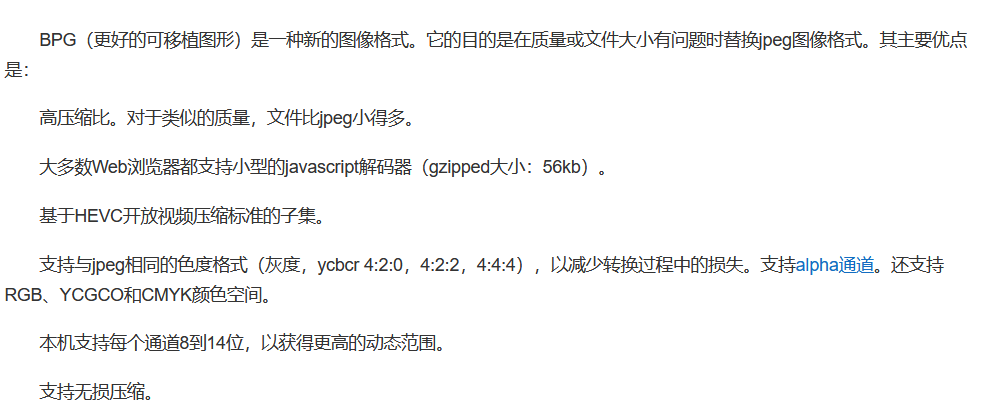 BPG（更好的可移植图形）是一种新的图像格式。它的目的是在质量或文件大小有问题时替换jpeg图像格式。其主要优点
是：
高压缩比。对于类似的质量，文件比jpeg小得多。
大多数Web浏览器都支持小型的javascript解码器（gzipped大小：56kb）。
基于HEVC开放视频压缩标准的子集。
支持与jpeg相同的色度格式（灰度，ycbcr 4:2:0，4:2:2，4:4:4），以减少转换过程中的损失。支持alpha通道。还支持
RGB、YCGCO和CMYK颜色空间。
本机支持每个通道8到14位，以获得更高的动态范围。
支持无损压缩。